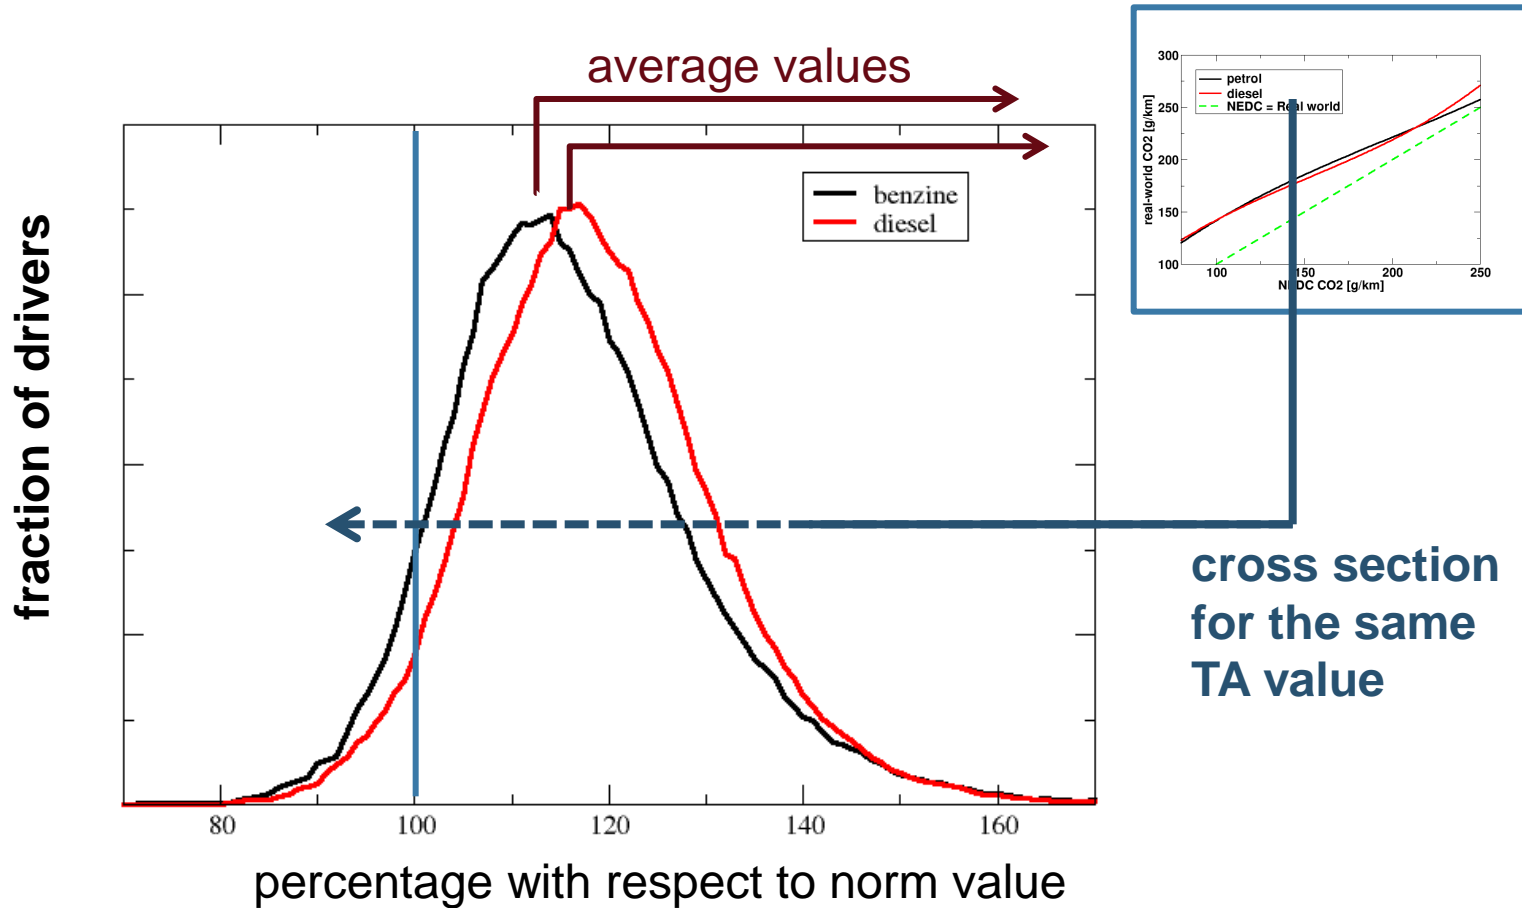 average values
benzine
diesel
fraction of drivers
80
100
120
140
160
percentage with respect to norm value
300
250
200
150
100
real-world CO2 [g/km]
petrol
diesel
NEDC = Real world
100
150
200
250
NEDC CO2 [g/km]
cross section
for the same
TA value